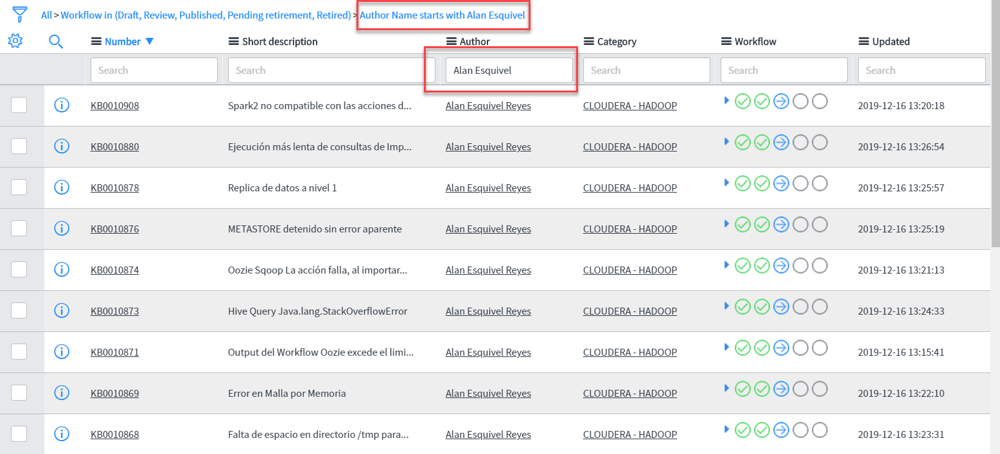 All > Workflow in (Draft, Review, Published, Pending retirement, Retired) > Author Name starts with Alan Esquivel
Number ▼ Short description Author Category Workflow Updated
Search Search Alan Esquivel Search Search Search
KB0010908 Spark2 no compatible con las acciones d... Alan Esquivel Reyes CLOUDERA - HADOOP 2019-12-16 13:20:18
KB0010880 Ejecución más lenta de consultas de Imp... Alan Esquivel Reyes CLOUDERA - HADOOP 2019-12-16 13:26:54
KB0010878 Replica de datos a nivel 1 Alan Esquivel Reyes CLOUDERA - HADOOP 2019-12-16 13:25:57
KB0010876 METASTORE detenido sin error aparente Alan Esquivel Reyes CLOUDERA - HADOOP 2019-12-16 13:25:19
KB0010874 Oozie Sqoop La acción falla, al importar... Alan Esquivel Reyes CLOUDERA - HADOOP 2019-12-16 13:21:13
KB0010873 Hive Query Java.lang.StackOverflowError Alan Esquivel Reyes CLOUDERA - HADOOP 2019-12-16 13:24:33
KB0010871 Output del Workflow Oozie excede el limi... Alan Esquivel Reyes CLOUDERA - HADOOP 2019-12-16 13:15:41
KB0010869 Error en Malla por Memoria Alan Esquivel Reyes CLOUDERA - HADOOP 2019-12-16 13:22:10
KB0010868 Falta de espacio en directorio /tmp para... Alan Esquivel Reyes CLOUDERA - HADOOP 2019-12-16 13:23:31